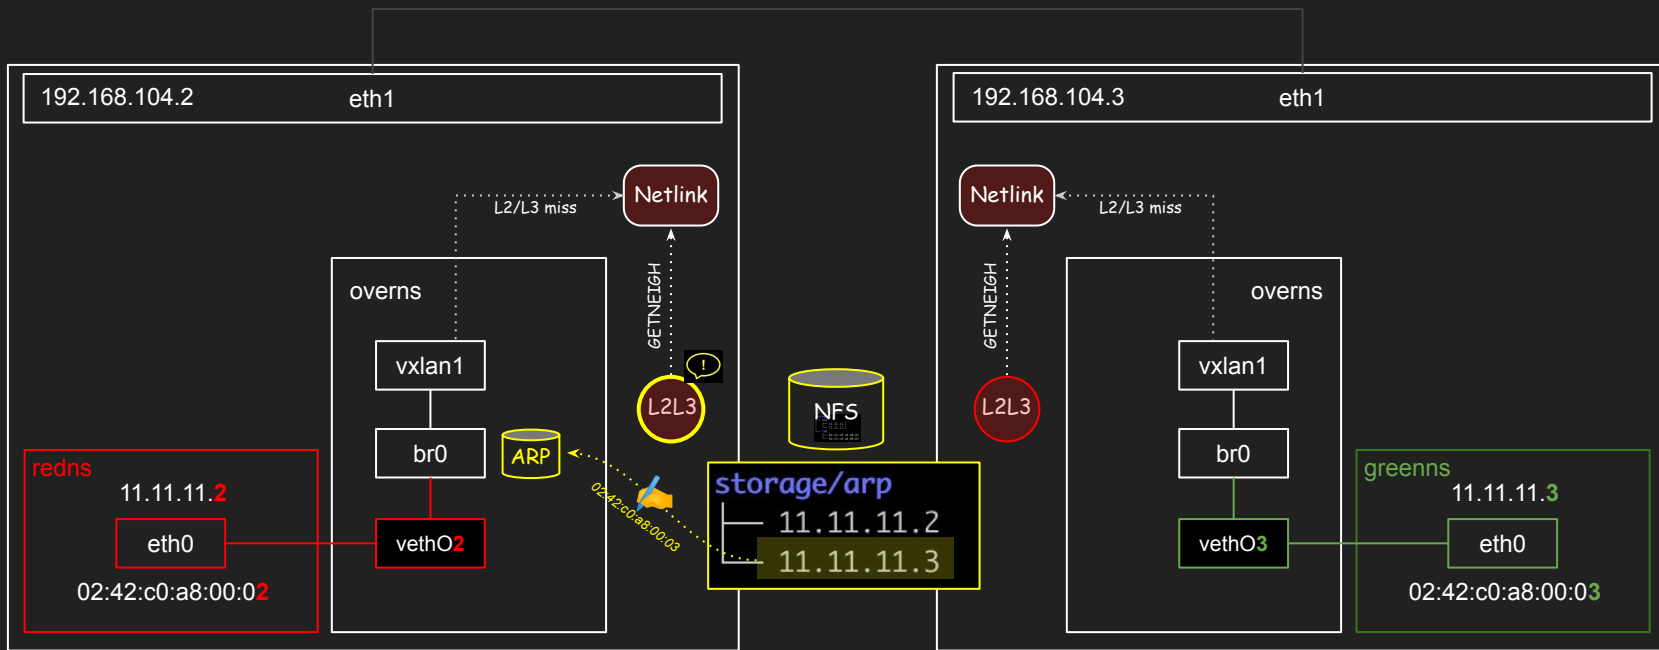 192.168.104.2 eth1
192.168.104.3 eth1
Netlink
L2/L3 miss
GETNEIGH
overns
vxlan1
!
L2L3
br0
ARP
redns
11.11.11.2
eth0
vethO2
02:42:c0:a8:00:02
02:42:c0:a8:00:03
NFS
storage/arp
11.11.11.2
11.11.11.3
Netlink
L2/L3 miss
GETNEIGH
overns
vxlan1
L2L3
br0
greenns
11.11.11.3
vethO3
eth0
02:42:c0:a8:00:03